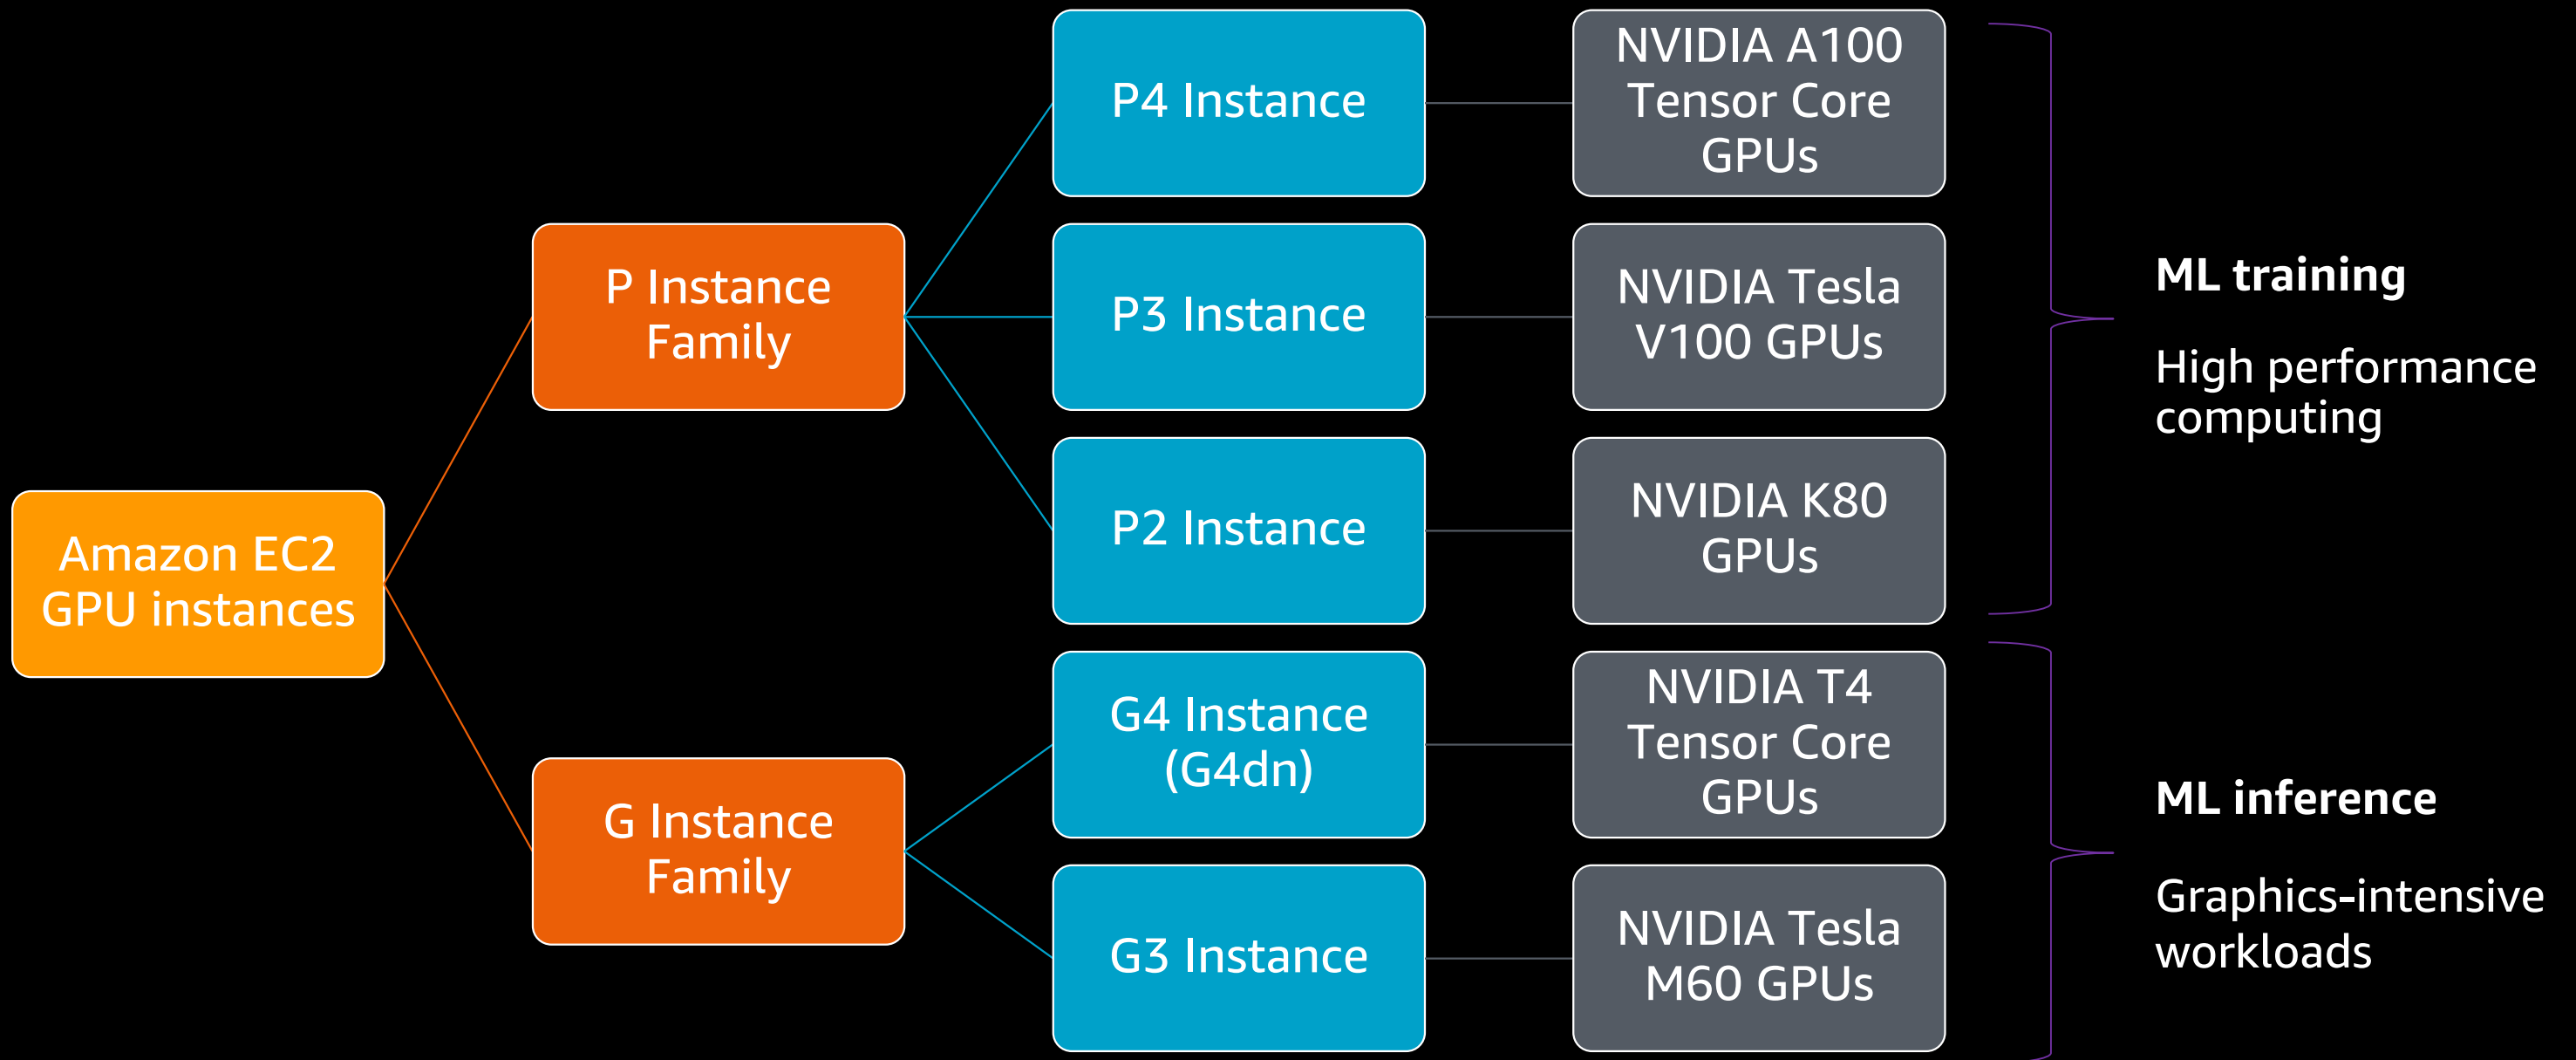 Amazon EC2
GPU instances
P Instance
Family
G Instance
Family
P4 Instance
P3 Instance
P2 Instance
G4 Instance
(G4dn)
G3 Instance
NVIDIA A100
Tensor Core
GPUs
NVIDIA Tesla
V100 GPUs
NVIDIA K80
GPUs
NVIDIA T4
Tensor Core
GPUs
NVIDIA Tesla
M60 GPUs
ML training
High performance
computing
ML inference
Graphics-intensive
workloads